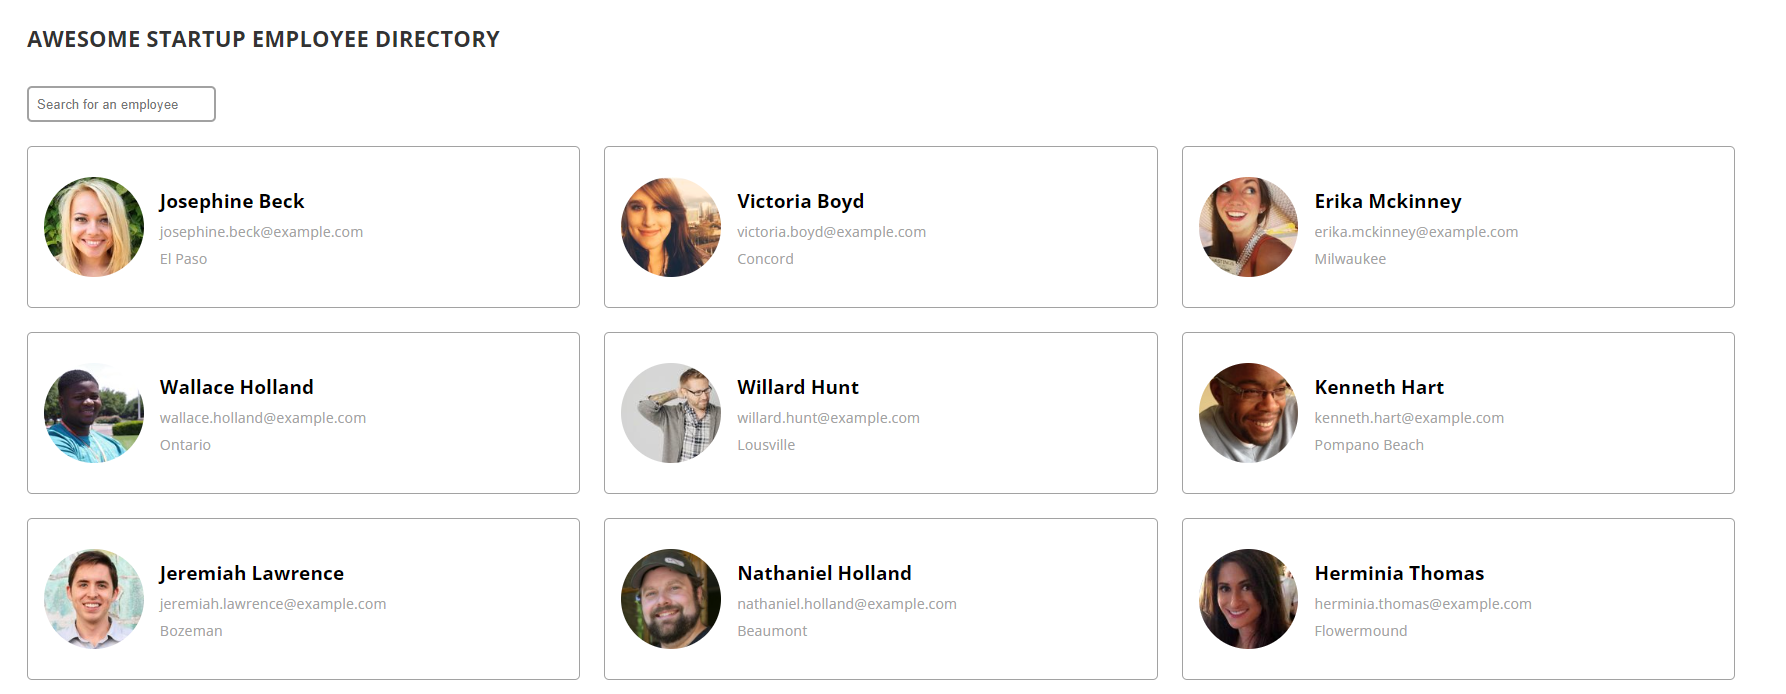 AWESOME STARTUP EMPLOYEE DIRECTORY
Search for an employee
Josephine Beck
josephine.beck@example.com
El Paso
Victoria Boyd
victoria.boyd@example.com
Concord
Erika Mckinney
erika.mckinney@example.com
Milwaukee
Wallace Holland
wallace.holland@example.com
Ontario
Willard Hunt
willard.hunt@example.com
Lousville
Kenneth Hart
kenneth.hart@example.com
Pompano Beach
Jeremiah Lawrence
jeremiah.lawrence@example.com
Bozeman
Nathaniel Holland
nathaniel.holland@example.com
Beaumont
Herminia Thomas
herminia.thomas@example.com
Flowermound